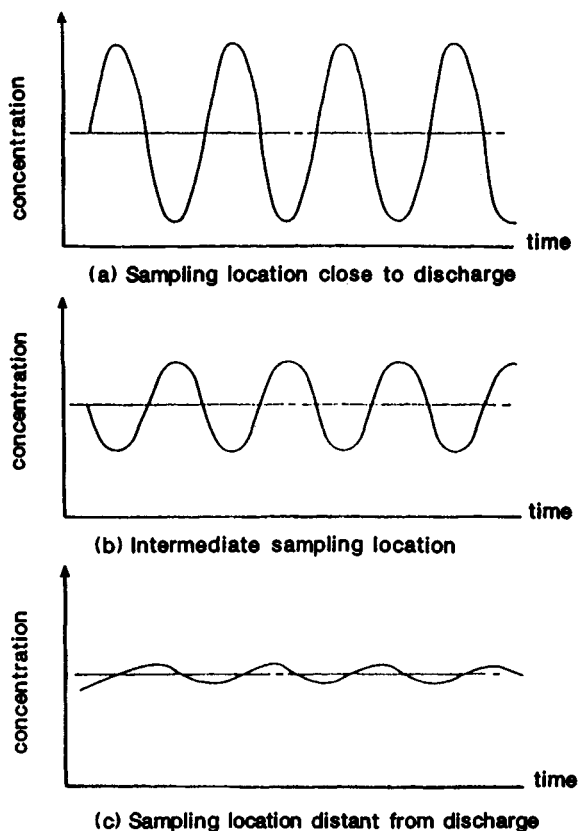 concentration
time
(a) Sampling location close to discharge
concentration
time
(b) Intermediate sampling location
concentration
time
(c) Sampling location distant from discharge